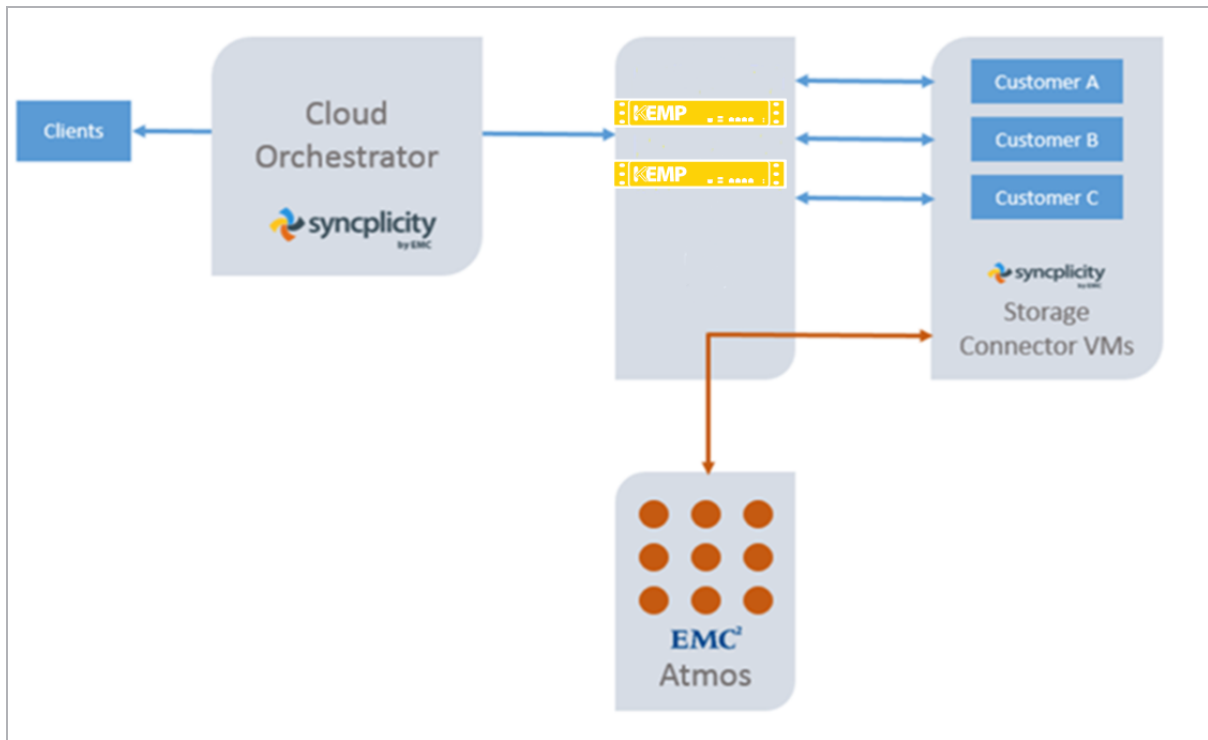 Clients
Cloud
Orchestrator
syncplicity
by EMC
KEMP
KEMP
Customer A
Customer B
Customer C
syncplicity
by EMC
Storage
Connector VMs
EMC²
Atmos